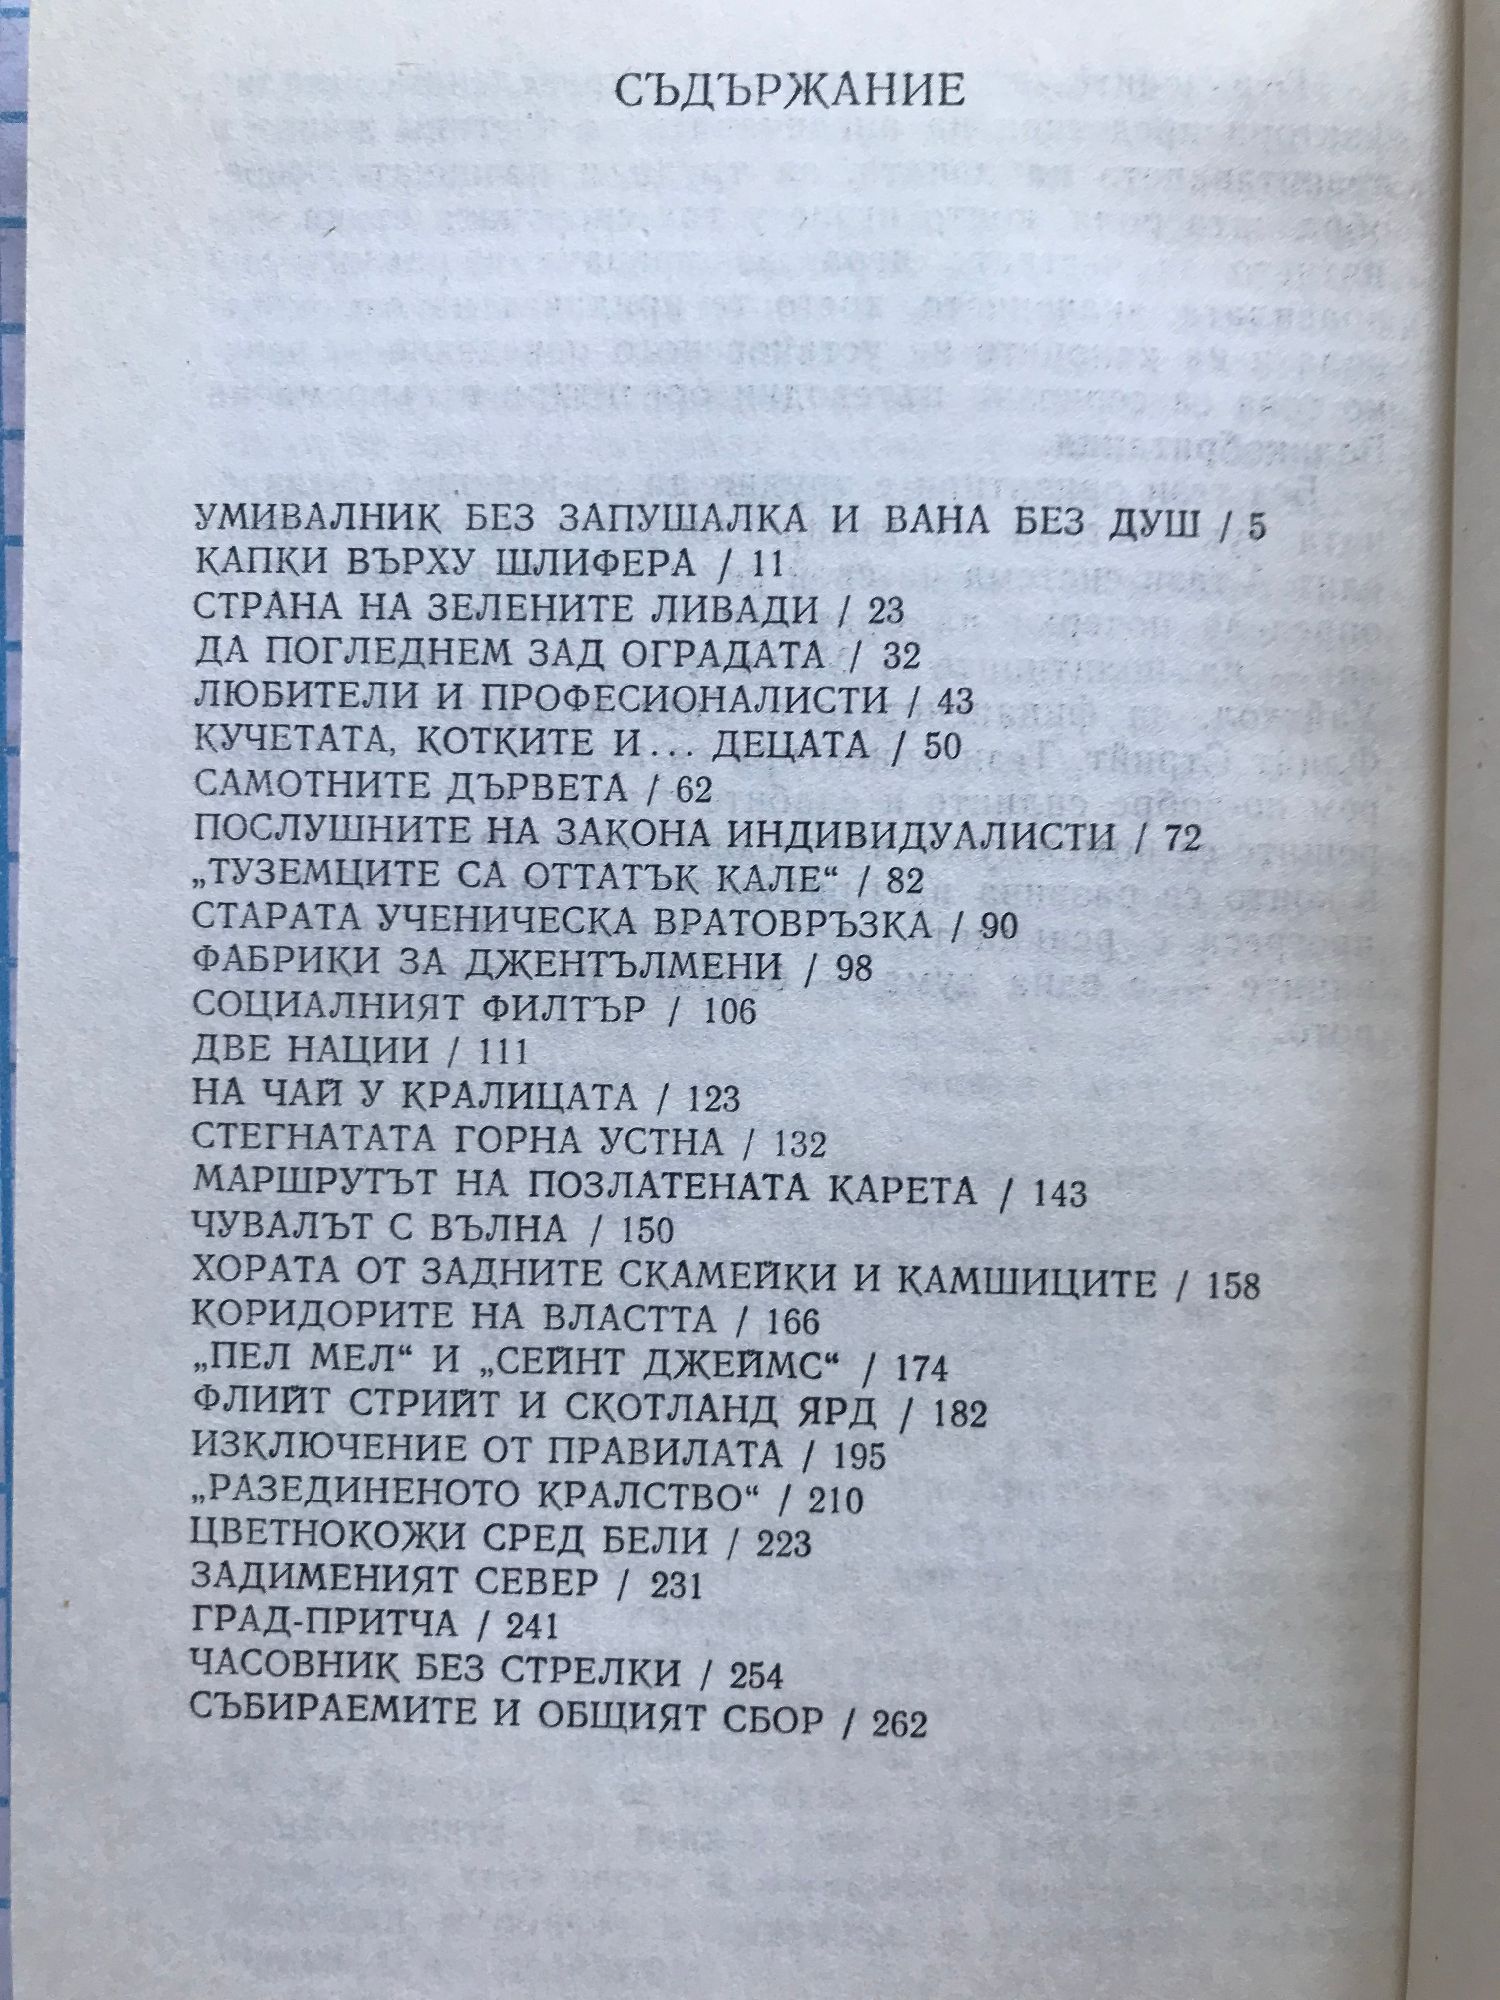 СЪДЪРЖАНИЕ
УМИВАЛНИК БЕЗ ЗАПУШАЛКА И ВАНА БЕЗ ДУШ / 5
КАПКИ ВЪРХУ ШЛИФЕРА / 11
СТРАНА НА ЗЕЛЕНИТЕ ЛИВАДИ / 23
ДА ПОГЛЕДНЕМ ЗАД ОГРАДАТА / 32
ЛЮБИТЕЛИ И ПРОФЕСИОНАЛИСТИ / 43
КУЧЕТАТА, КОТКИТЕ И... ДЕЦАТА / 50
САМОТНИТЕ ДЪРВЕТА / 62
ПОСЛУШНИТЕ НА ЗАКОНА ИНДИВИДУАЛИСТИ / 72
„ТУЗЕМЦИТЕ СА ОТТАТЪК КАЛЕ“ / 82
СТАРАТА УЧЕНИЧЕСКА ВРАТОВРЪЗКА / 90
ФАБРИКИ ЗА ДЖЕНТЪЛМЕНИ / 98
СОЦИАЛНИЯТ ФИЛТЪР / 106
ДВЕ НАЦИИ / 111
НА ЧАЙ У КРАЛИЦАТА / 123
СТЕГНАТАТА ГОРНА УСТНА / 132
МАРШРУТЪТ НА ПОЗЛАТЕНАТА КАРЕТА / 143
ЧУВАЛЪТ С ВЪЛНА / 150
ХОРАТА ОТ ЗАДНИТЕ СКАМЕЙКИ И КАМШИЦИТЕ / 158
КОРИДОРИТЕ НА ВЛАСТТА / 166
„ПЕЛ МЕЛ“ И „СЕЙНТ ДЖЕЙМС“ / 174
ФЛИЙТ СТРИЙТ И СКОТЛАНД ЯРД / 182
ИЗКЛЮЧЕНИЕ ОТ ПРАВИЛАТА / 195
„РАЗЕДИНЕНОТО КРАЛСТВО“ / 210
ЦВЕТНОКОЖИ СРЕД БЕЛИ / 223
ЗАДИМЕНИЯТ СЕВЕР / 231
ГРАД-ПРИТЧА / 241
ЧАСОВНИК БЕЗ СТРЕЛКИ / 254
СЪБИРАЕМИТЕ И ОБЩИЯТ СБОР / 262